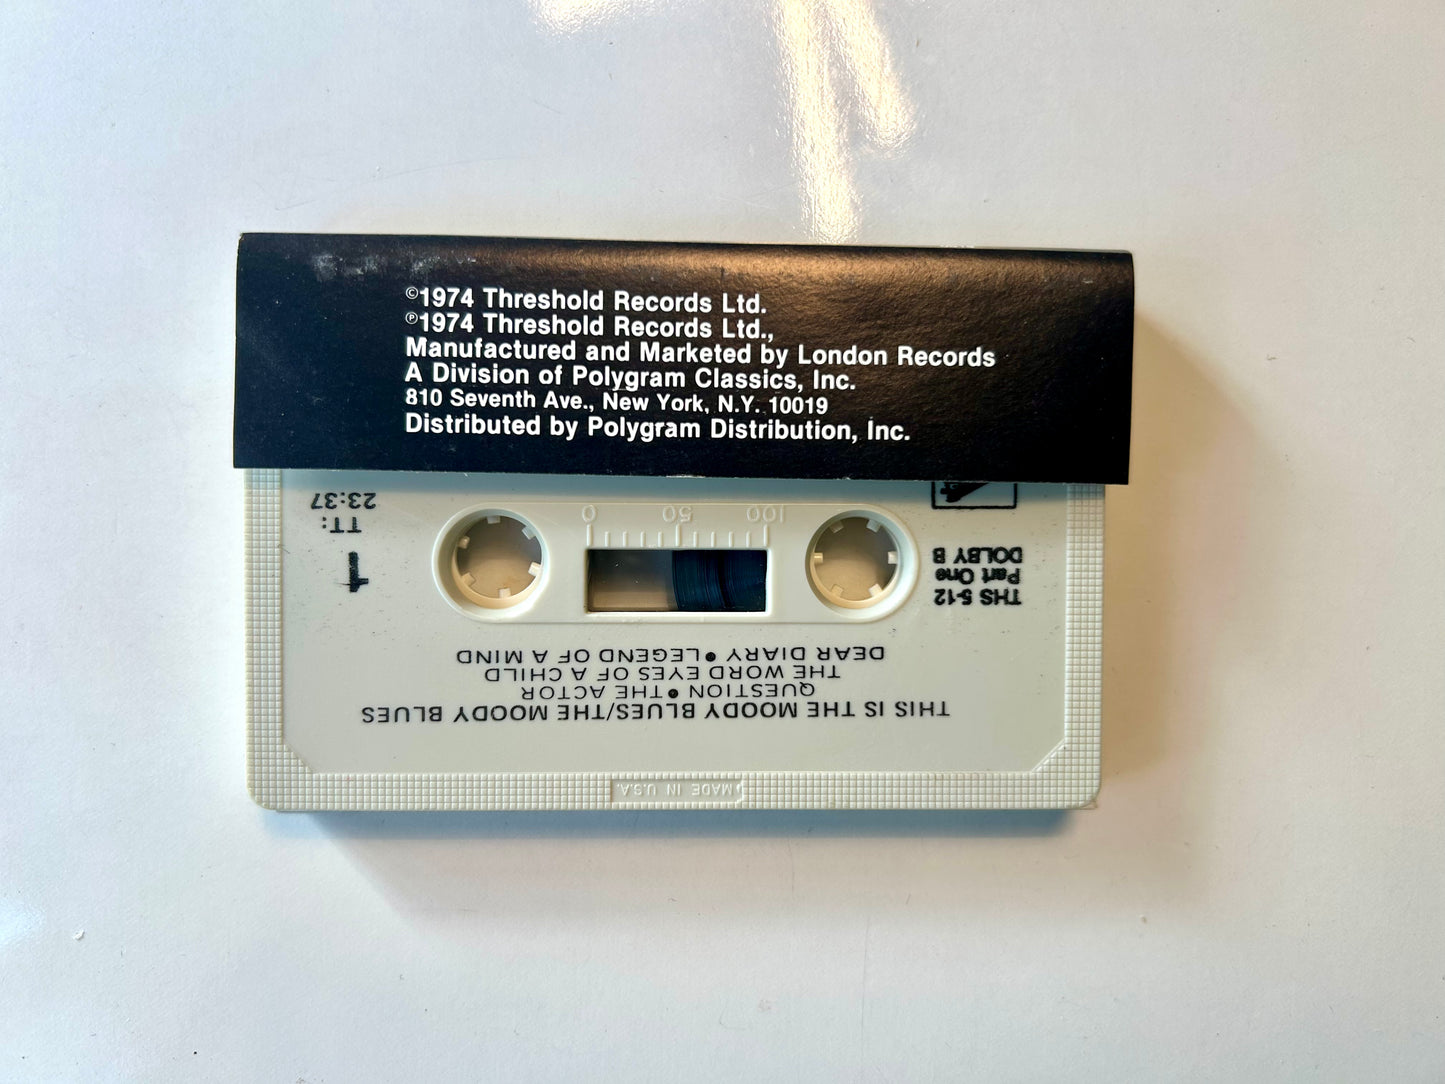 ©1974 Threshold Records Ltd.
℗1974 Threshold Records Ltd.,
Manufactured and Marketed by London Records
A Division of Polygram Classics, Inc.
810 Seventh Ave., New York, N.Y. 10019
Distributed by Polygram Distribution, Inc.
THIS IS THE MOODY BLUES/THE MOODY BLUES
QUESTION • THE ACTOR
THE WORD EYES OF A CHILD
DEAR DIARY • LEGEND OF A MIND
THS 5-12
Part One
DOLBY B
1
TT:
23:37
100 50 0
MADE IN U.S.A.